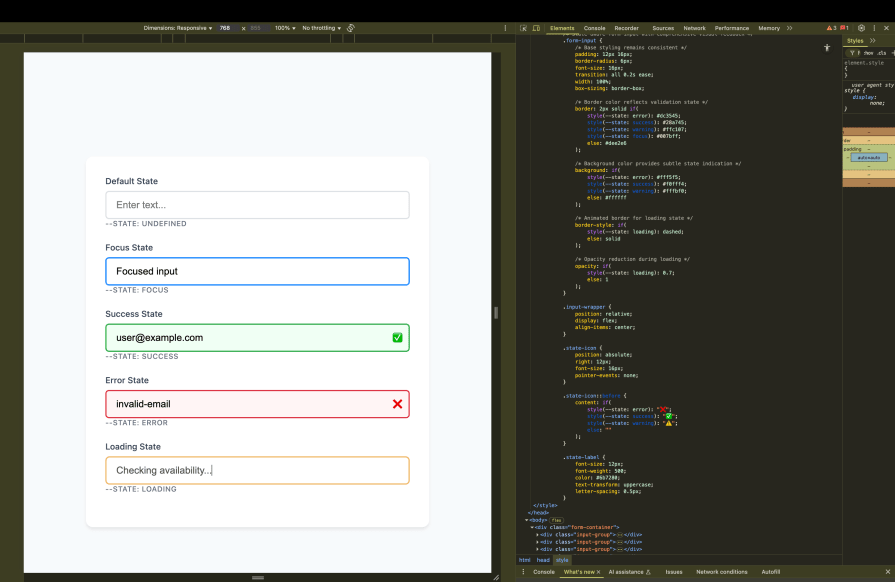 Dimensions: Responsive ▾ 768 × 859 100% ▾ No throttling ▾
Elements Console Recorder Sources Network Performance Memory » 3 1
Default State
Enter text...
--STATE: UNDEFINED
Focus State
Focused input
--STATE: FOCUS
Success State
user@example.com
--STATE: SUCCESS
Error State
invalid-email
--STATE: ERROR
Loading State
Checking availability...
--STATE: LOADING
.form-input {
/* Base styling remains consistent */
padding: 12px 16px;
border-radius: 6px;
font-size: 16px;
transition: all 0.2s ease;
width: 100%;
box-sizing: border-box;
/* Border color reflects validation state */
border: 2px solid if(
style(--state: error): #dc3545;
style(--state: success): #28a745;
style(--state: warning): #ffc107;
style(--state: focus): #007bff;
else: #dee2e6
);
/* Background color provides subtle state indication */
background: if(
style(--state: error): #fff5f5;
style(--state: success): #f0fff4;
style(--state: warning): #fffbf0;
else: #ffffff
);
/* Animated border for loading state */
border-style: if(
style(--state: loading): dashed;
else: solid
);
/* Opacity reduction during loading */
opacity: if(
style(--state: loading): 0.7;
else: 1
);
}
.input-wrapper {
position: relative;
display: flex;
align-items: center;
}
.state-icon {
position: absolute;
right: 12px;
font-size: 16px;
pointer-events: none;
}
.state-icon::before {
content: if(
style(--state: error): "❌";
style(--state: success): "✅";
style(--state: warning): "⚠️";
else: ""
);
}
.state-label {
font-size: 12px;
font-weight: 500;
color: #6b7280;
text-transform: uppercase;
letter-spacing: 0.5px;
}
</style>
</head>
▾<body> flex
▾<div class="form-container">
▸<div class="input-group">⋯</div>
▸<div class="input-group">⋯</div>
▸<div class="input-group">⋯</div>
html head style
Console What's new × AI assistance Issues Network conditions Autofill
Styles »
:hov .cls +
element.style
{
}
user agent sty
style {
display:
none;
}
padding -
auto×auto